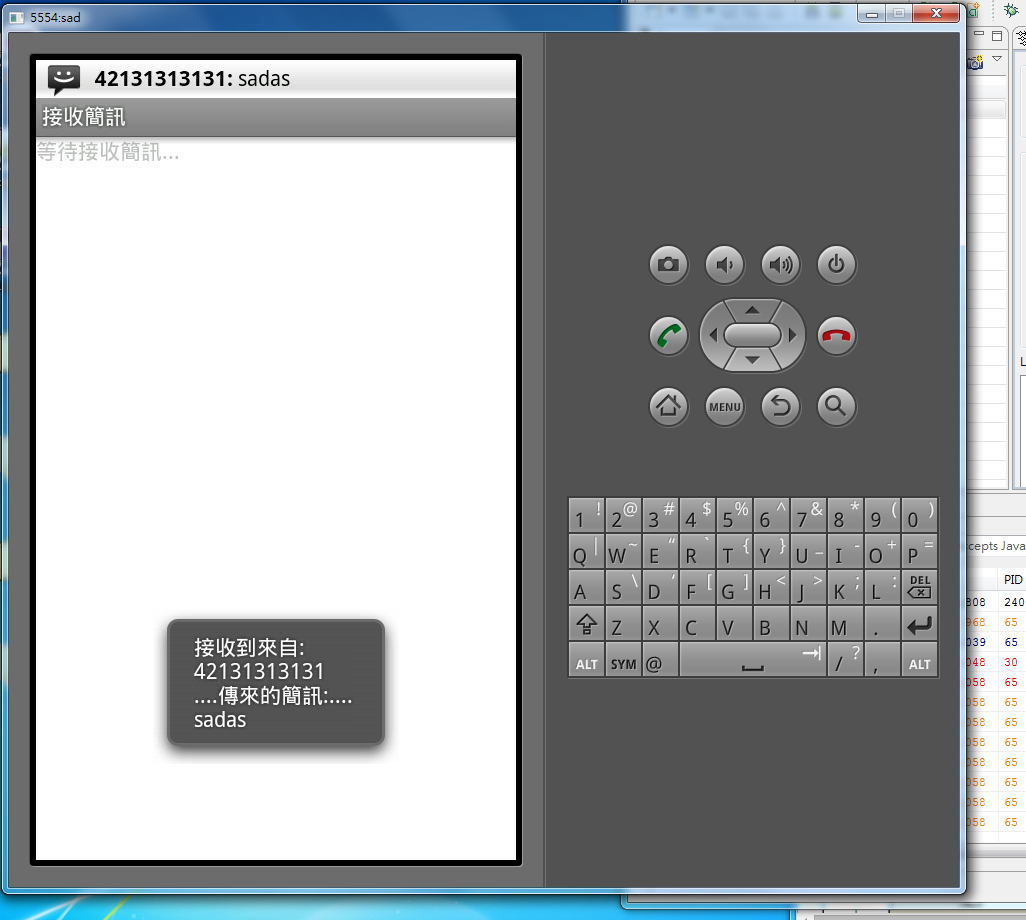 5554:sad
42131313131: sadas
接收簡訊
等待接收簡訊...
接收到來自:
42131313131
....傳來的簡訊:....
sadas
MENU
1 ! 2 @ 3 # 4 $ 5 % 6 ^ 7 & 8 * 9 ( 0 )
Q | W ~ E “ R ` T { Y } U _ I - O + P =
A S \ D ‘ F [ G ] H < J > K ; L : DEL
Z X C V B N M .
ALT SYM @ / ? , ALT
cepts Java
PID
308 240
968 65
039 65
048 30
058 65
058 65
058 65
058 65
058 65
058 65
058 65
058 65